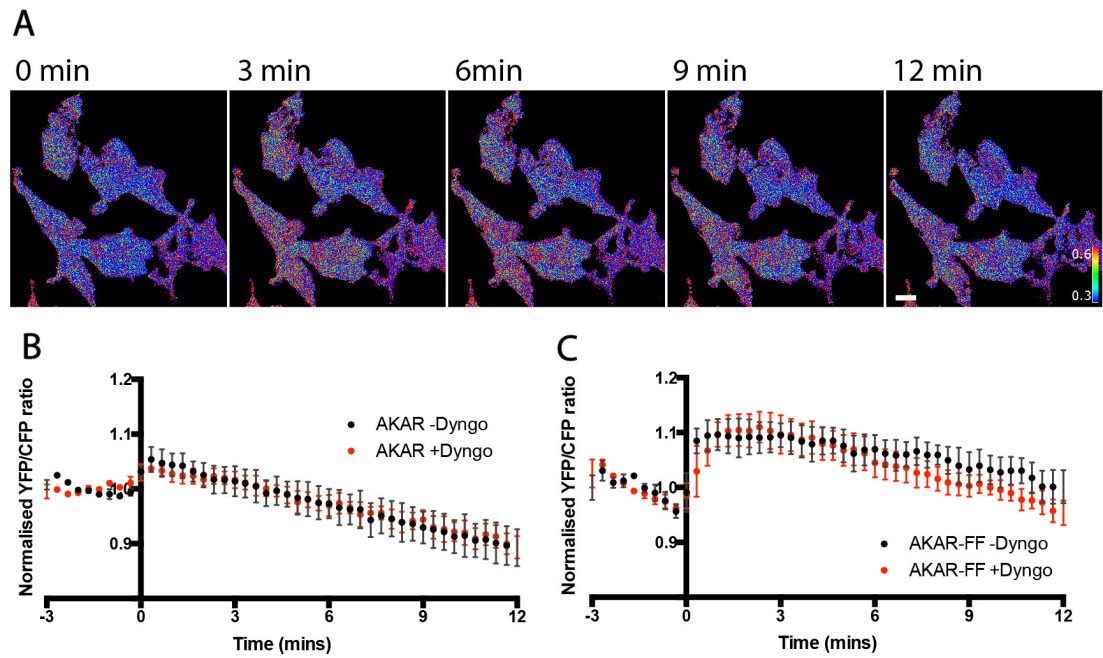 A
0 min 3 min 6min 9 min 12 min
0.6
0.3
B
Normalised YFP/CFP ratio
1.2
1.1
1.0
0.9
AKAR -Dyngo
AKAR +Dyngo
-3 0 3 6 9 12
Time (mins)
C
Normalised YFP/CFP ratio
1.2
1.1
1.0
0.9
AKAR-FF -Dyngo
AKAR-FF +Dyngo
-3 0 3 6 9 12
Time (mins)